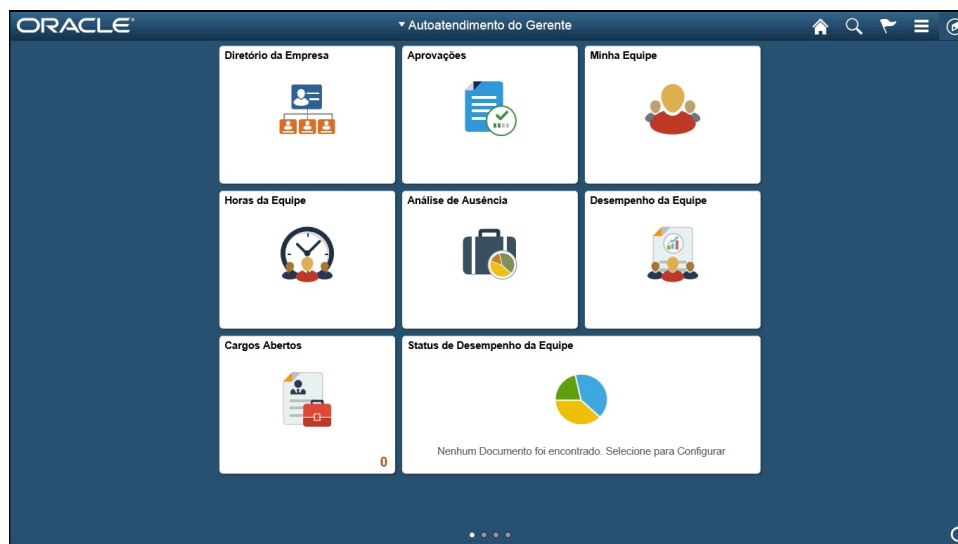 ORACLE
Autoatendimento do Gerente
Diretório da Empresa
Aprovações
Minha Equipe
Horas da Equipe
Análise de Ausência
Desempenho da Equipe
Cargos Abertos
0
Status de Desempenho da Equipe
Nenhum Documento foi encontrado. Selecione para Configurar